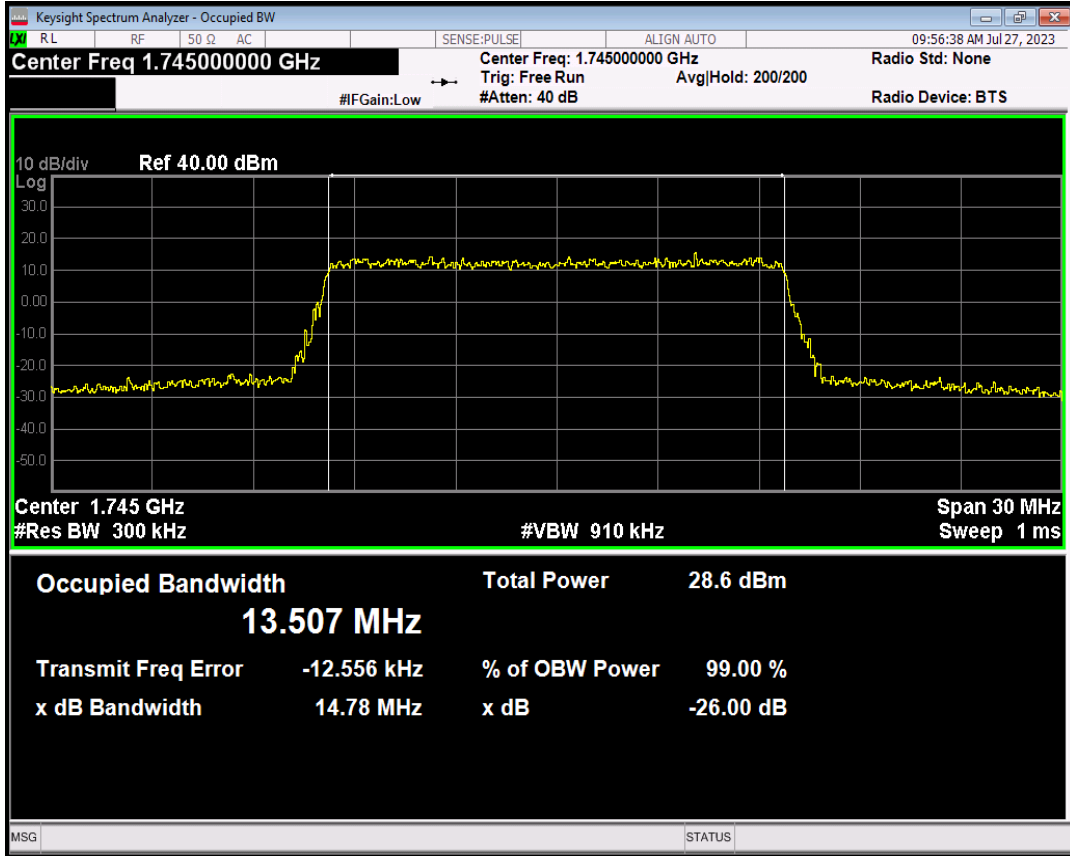 Keysight Spectrum Analyzer - Occupied BW
LXI RL RF 50 Ω AC SENSE:PULSE ALIGN AUTO 09:56:38 AM Jul 27, 2023
Center Freq 1.745000000 GHz
Center Freq: 1.745000000 GHz
Radio Std: None
Trig: Free Run Avg|Hold: 200/200
#IFGain:Low
#Atten: 40 dB
Radio Device: BTS
10 dB/div Ref 40.00 dBm
Log
30.0
20.0
10.0
0.00
-10.0
-20.0
-30.0
-40.0
-50.0
Center 1.745 GHz Span 30 MHz
#Res BW 300 kHz #VBW 910 kHz Sweep 1 ms
Occupied Bandwidth Total Power 28.6 dBm
13.507 MHz
Transmit Freq Error -12.556 kHz % of OBW Power 99.00 %
x dB Bandwidth 14.78 MHz x dB -26.00 dB
MSG STATUS